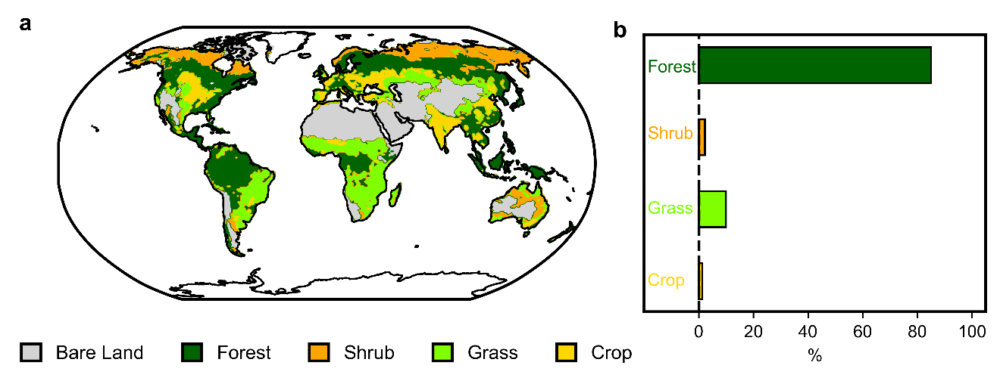 a
Bare Land
Forest
Shrub
Grass
Crop
b
Forest
Shrub
Grass
Crop
0 20 40 60 80 100
%